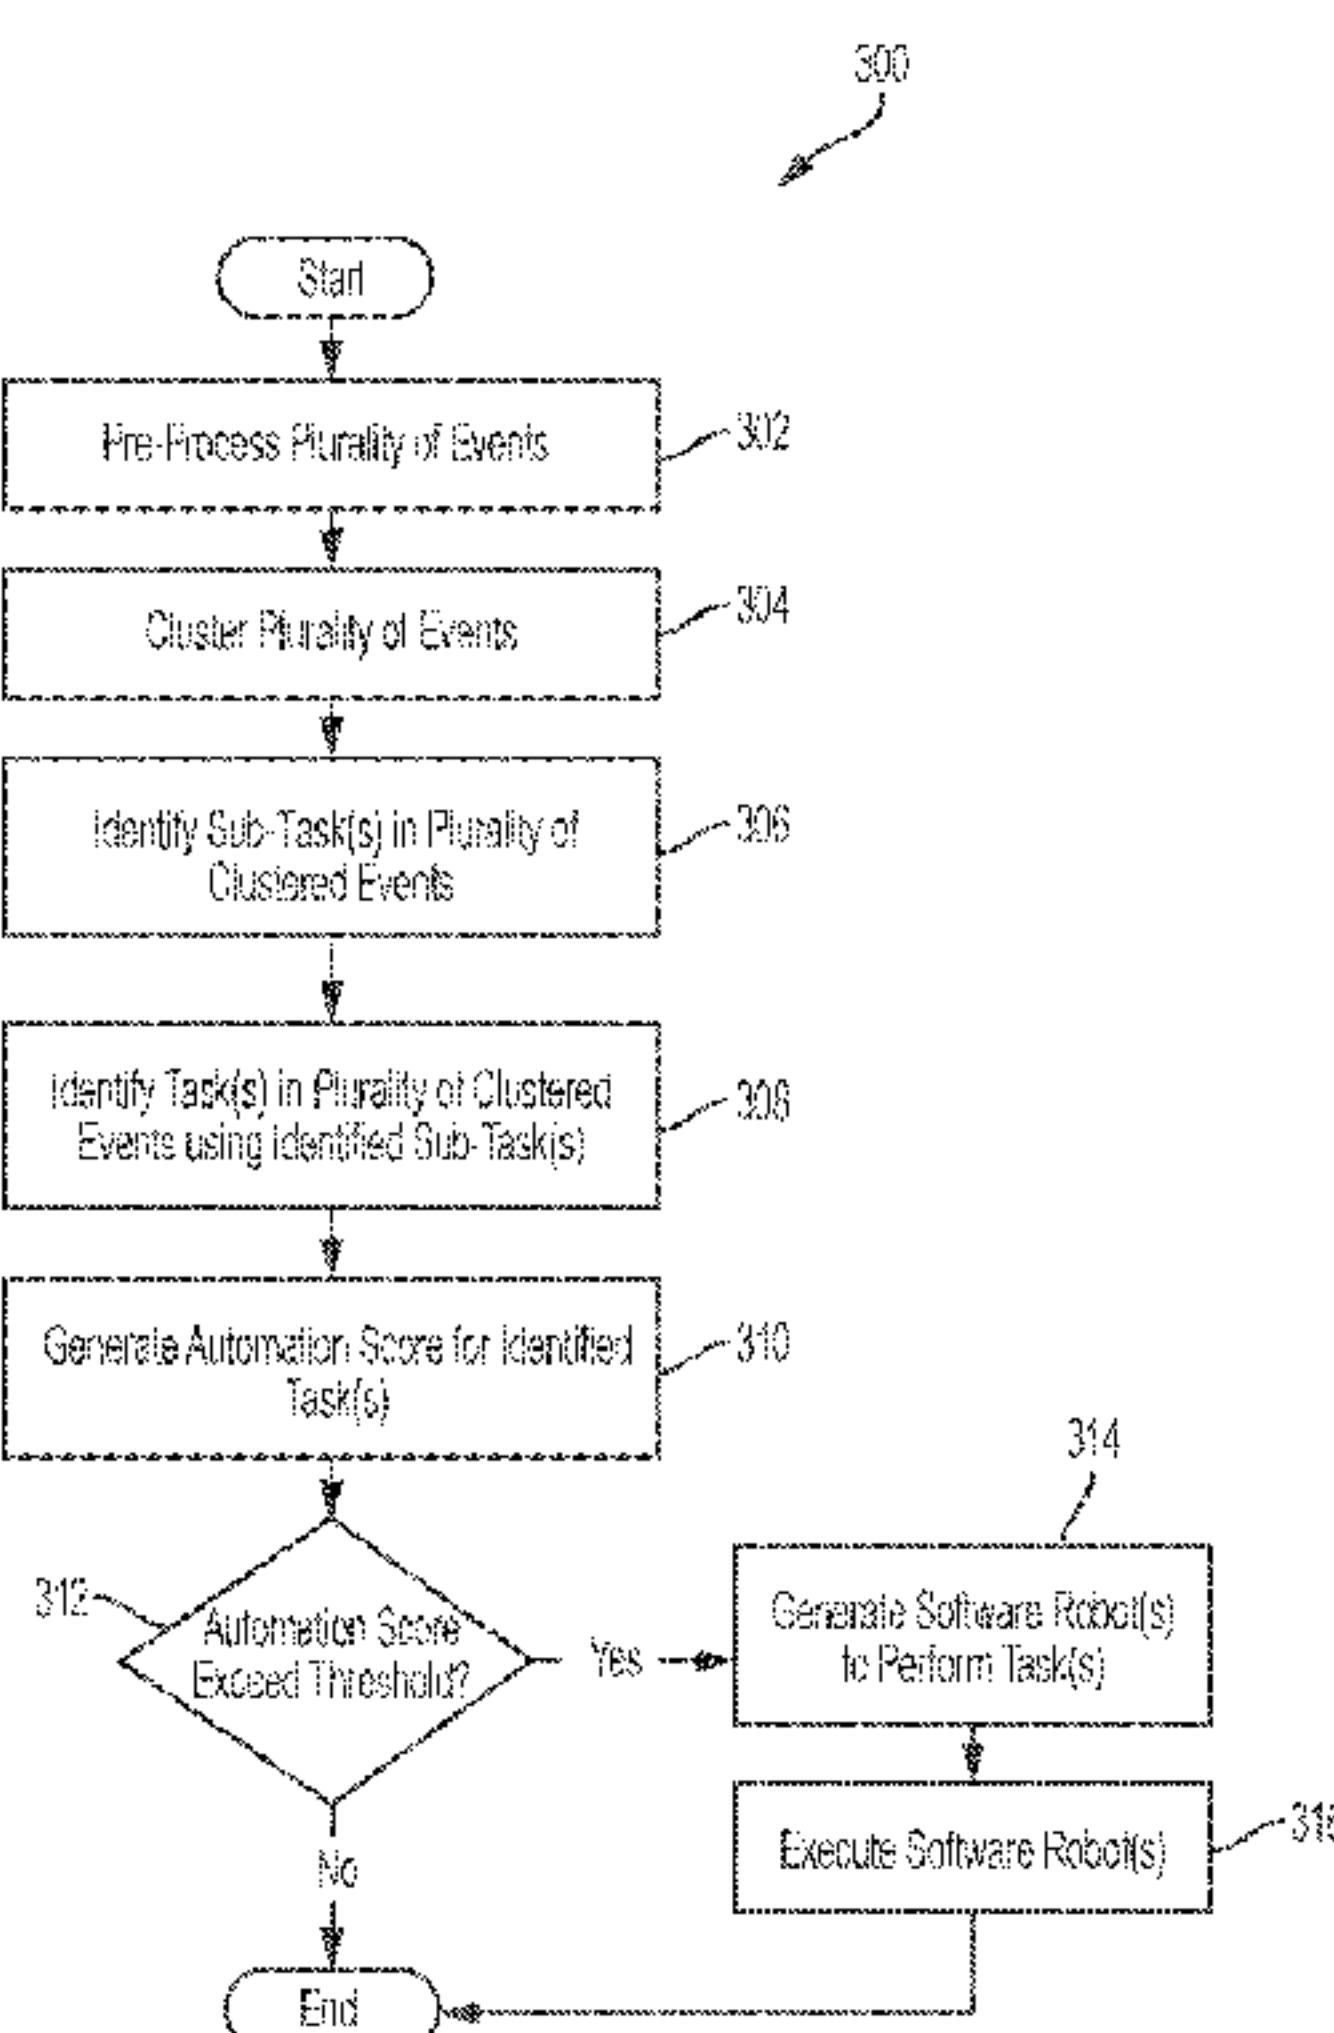 300
Start
Pre-Process Plurality of Events
302
Cluster Plurality of Events
304
Identify Sub-Task(s) in Plurality of
Clustered Events
306
Identify Task(s) in Plurality of Clustered
Events using Identified Sub-Task(s)
308
Generate Automation Score for Identified
Task(s)
310
312
Automation Score
Exceed Threshold?
Yes
314
Generate Software Robot(s)
to Perform Task(s)
Execute Software Robot(s)
No
End